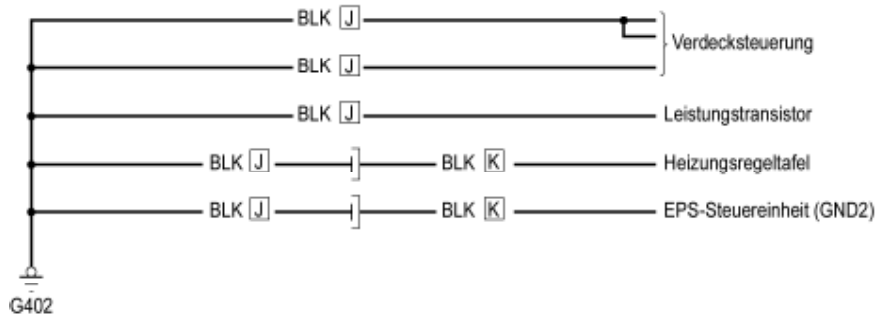 BLK J
Verdecksteuerung
BLK J
BLK J Leistungstransistor
BLK J BLK K Heizungsregeltafel
BLK J BLK K EPS-Steuereinheit (GND2)
G402